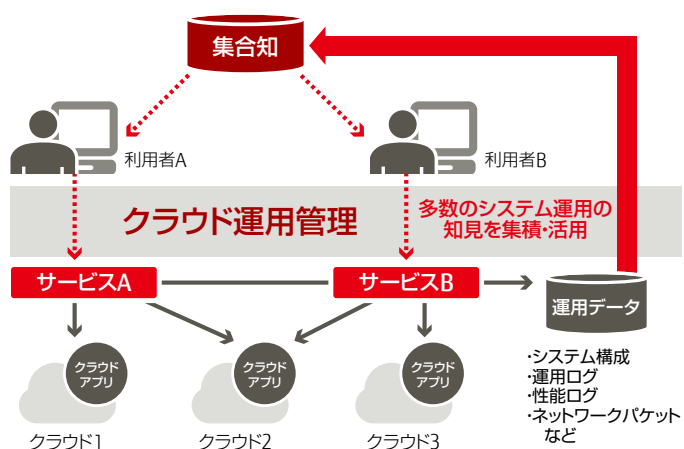 集合知
利用者A
利用者B
クラウド運用管理
多数のシステム運用の
知見を集積・活用
サービスA
サービスB
運用データ
クラウド
アプリ
クラウド
アプリ
クラウド
アプリ
クラウド1
クラウド2
クラウド3
・システム構成
・運用ログ
・性能ログ
・ネットワークパケット
など